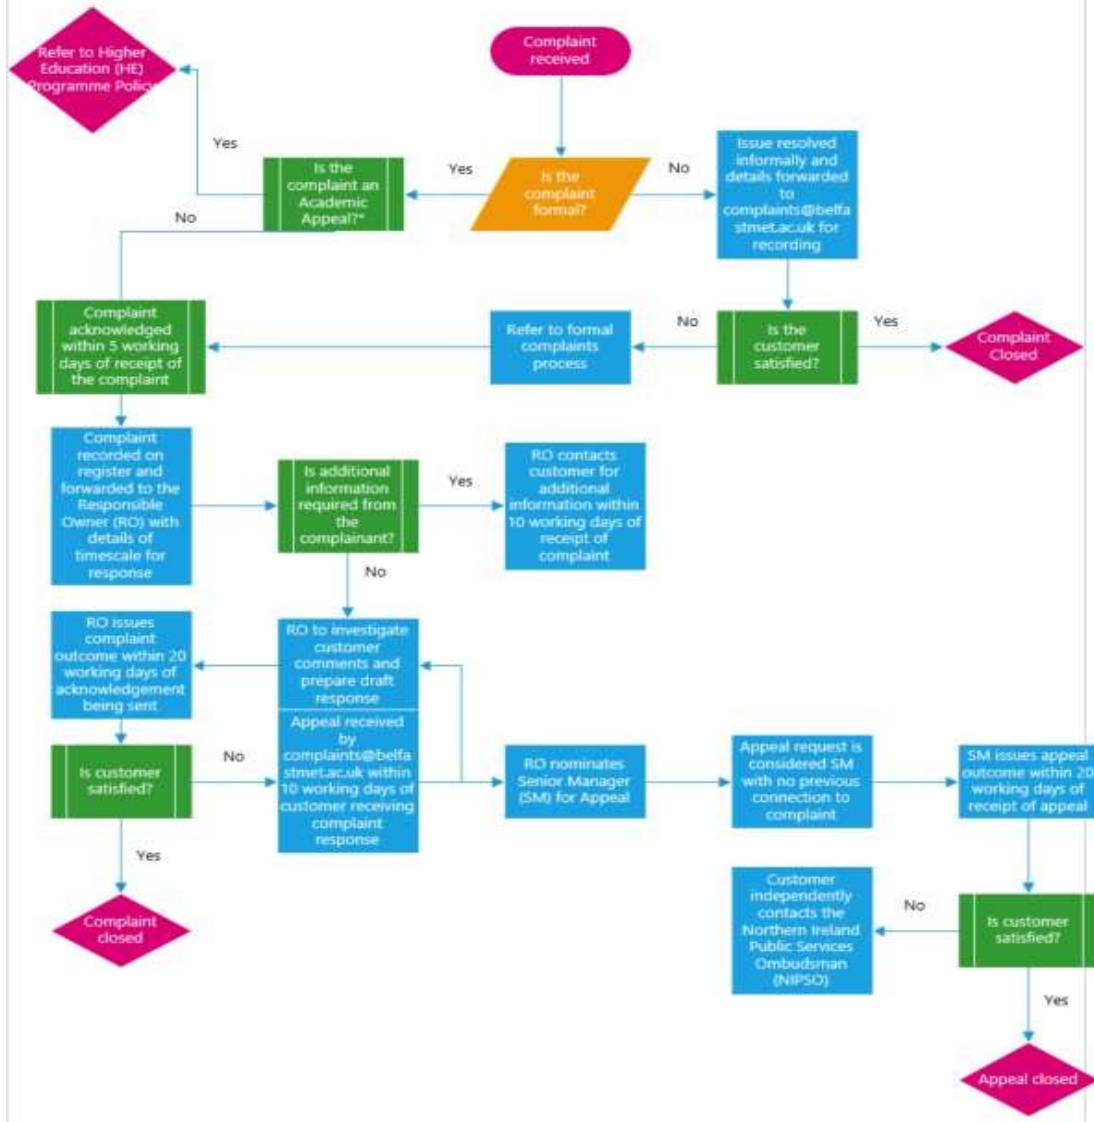 Complaint
received
Refer to Higher
Education (HE)
Programme Policy
Yes
Is the
complaint an
Academic
Appeal?*
Yes
Is the
complaint
formal?
No
Issue resolved
informally and
details forwarded
to
complaints@belfa
stmet.ac.uk for
recording
No
Complaint
acknowledged
within 5 working
days of receipt of
the complaint
Refer to formal
complaints
process
No
Is the
customer
satisfied?
Yes
Complaint
Closed
Complaint
recorded on
register and
forwarded to the
Responsible
Owner (RO) with
details of
timescale for
response
Is additional
information
required from
the
complainant?
Yes
RO contacts
customer for
additional
information within
10 working days of
receipt of
complaint
No
RO issues
complaint
outcome within 20
working days of
acknowledgement
being sent
RO to investigate
customer
comments and
prepare draft
response
Is customer
satisfied?
No
Appeal received
by
complaints@belfa
stmet.ac.uk within
10 working days of
customer receiving
complaint
response
RO nominates
Senior Manager
(SM) for Appeal
Appeal request is
considered SM
with no previous
connection to
complaint
SM issues appeal
outcome within 20
working days of
receipt of appeal
Yes
Complaint
closed
Customer
independently
contacts the
Northern Ireland
Public Services
Ombudsman
(NIPSO)
No
Is customer
satisfied?
Yes
Appeal closed